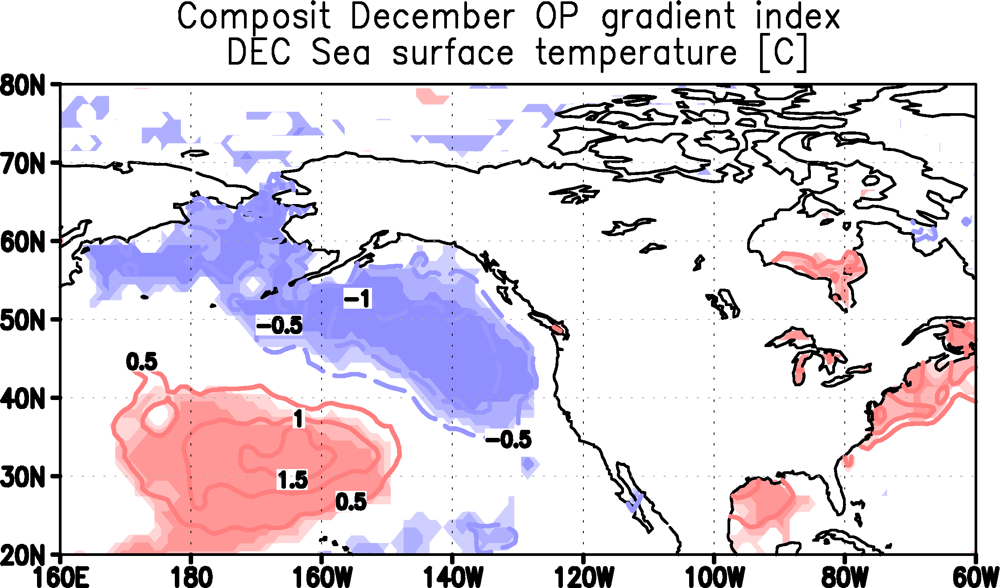 Composit December OP gradient index
DEC Sea surface temperature [C]
80N
70N
60N
50N
40N
30N
20N
-1
-0.5
0.5
1
-0.5
1.5
0.5
160E 180 160W 140W 120W 100W 80W 60W